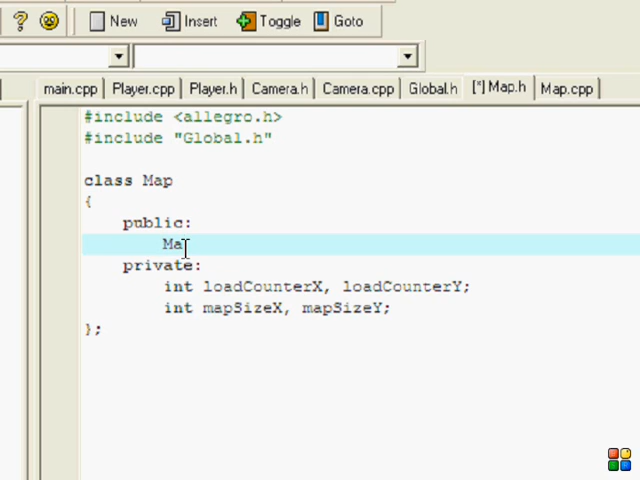 New Insert Toggle Goto
main.cpp Player.cpp Player.h Camera.h Camera.cpp Global.h [*] Map.h Map.cpp
#include <allegro.h>
#include "Global.h"
class Map
{
public:
Ma
private:
int loadCounterX, loadCounterY;
int mapSizeX, mapSizeY;
};